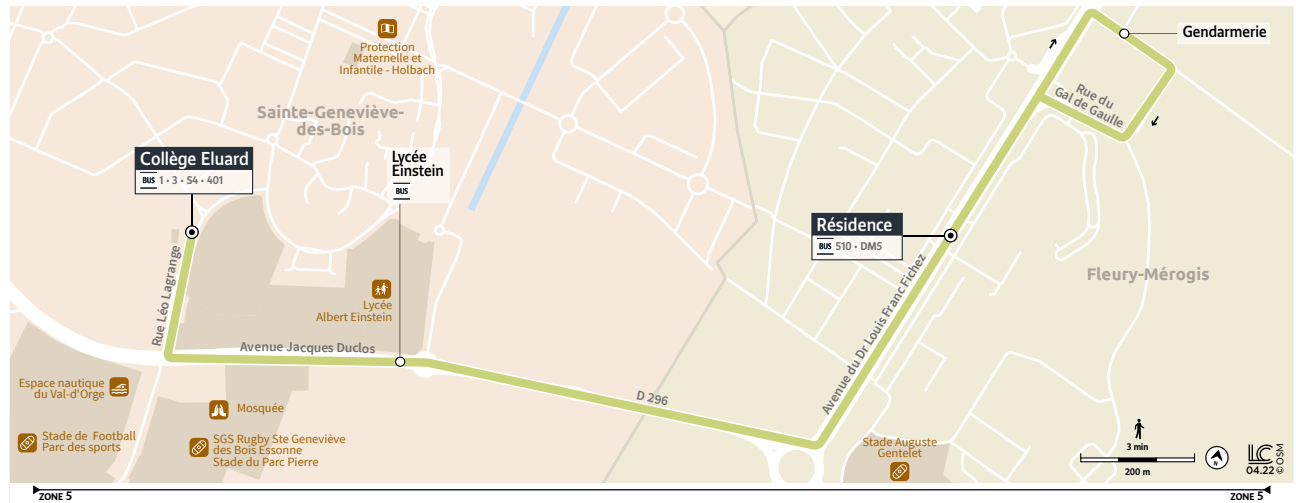 Protection
Maternelle et
Infantile - Holbach
Sainte-Geneviève-
des-Bois
Gendarmerie
Rue du
Gal de Gaulle
Collège Eluard
BUS 1 • 3 • S4 • 401
Lycée
Einstein
BUS
Résidence
BUS 510 • DM5
Fleury-Mérogis
Rue Léo Lagrange
Lycée
Albert Einstein
Avenue Jacques Duclos
Avenue du Dr Louis Franc Fichez
D 296
Espace nautique
du Val-d'Orge
Mosquée
Stade de Football
Parc des sports
SGS Rugby Ste Geneviève
des Bois Essonne
Stade du Parc Pierre
Stade Auguste
Gentelet
3 min
200 m
N
LC
04.22 © OSM
ZONE 5
ZONE 5